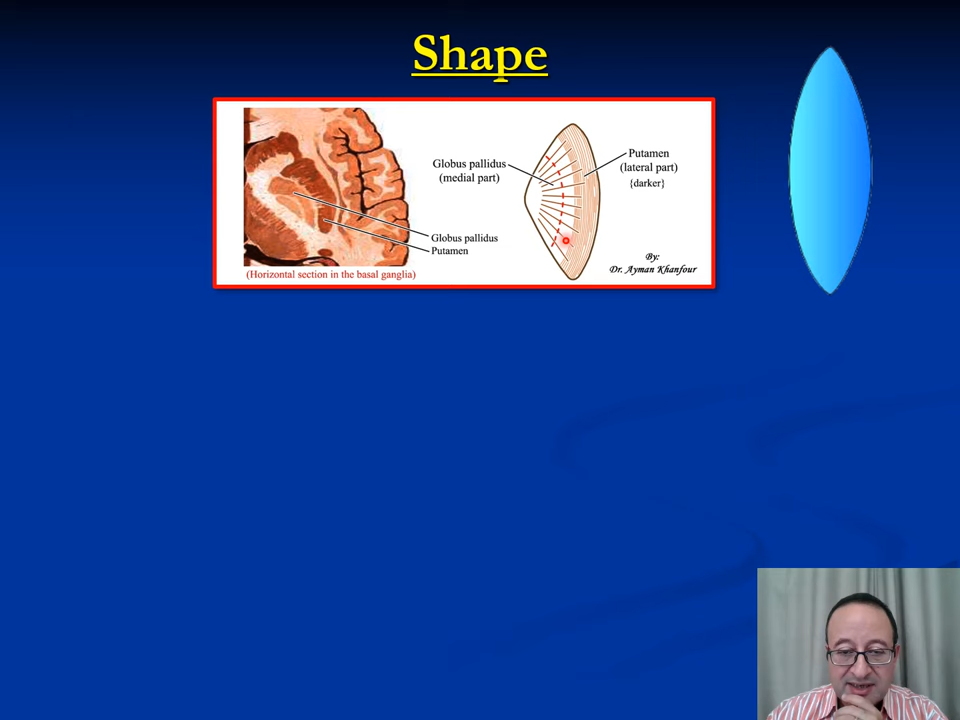 Shape
Globus pallidus
(medial part)
Putamen
(lateral part)
{darker}
Globus pallidus
Putamen
(Horizontal section in the basal ganglia)
By:
Dr. Ayman Khanfour